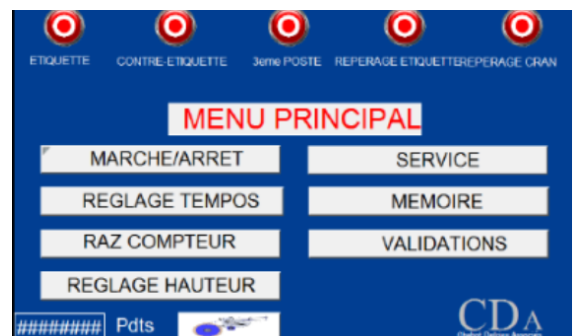 ETIQUETTE CONTRE-ETIQUETTE 3eme POSTE REPERAGE ETIQUETTE REPERAGE CRAN
MENU PRINCIPAL
MARCHE/ARRET SERVICE
REGLAGE TEMPOS MEMOIRE
RAZ COMPTEUR VALIDATIONS
REGLAGE HAUTEUR
######## Pdts CDA